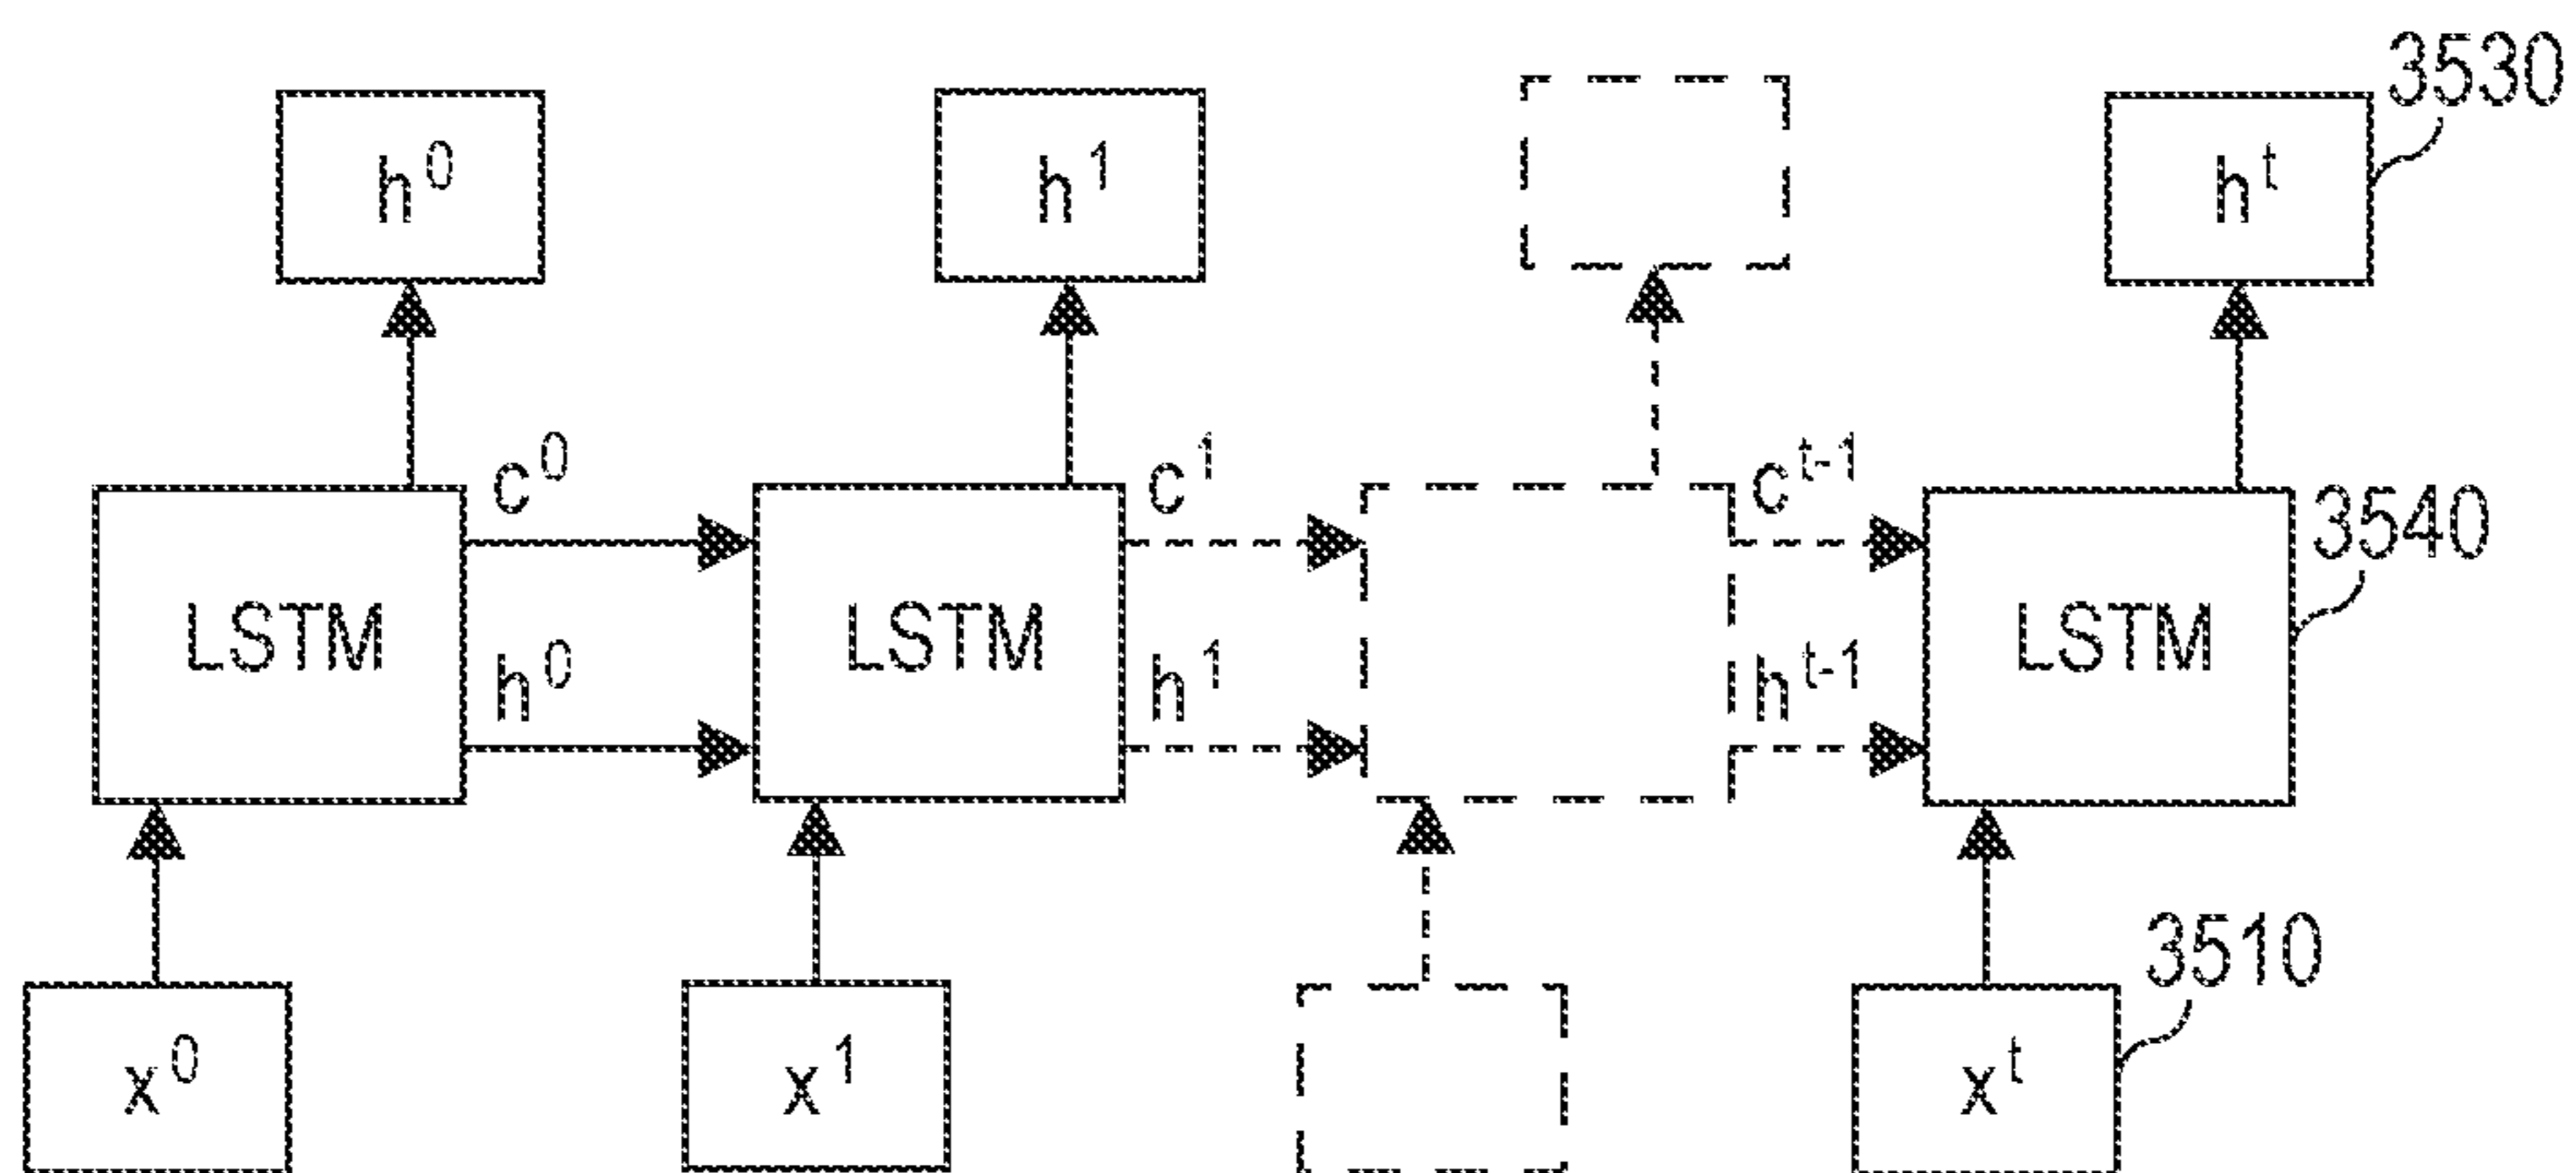 3530
h⁰ h¹ hᵗ
c⁰ c¹ cᵗ⁻¹
3540
LSTM LSTM LSTM
h⁰ h¹ hᵗ⁻¹
3510
x⁰ x¹ xᵗ